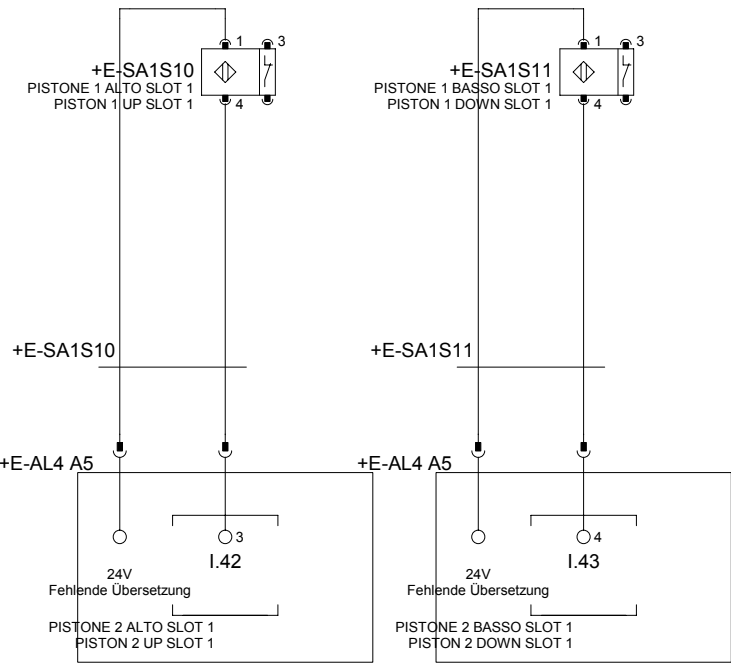 1 3
+E-SA1S10
PISTONE 1 ALTO SLOT 1
PISTON 1 UP SLOT 1
4
1 3
+E-SA1S11
PISTONE 1 BASSO SLOT 1
PISTON 1 DOWN SLOT 1
4
+E-SA1S10
+E-SA1S11
+E-AL4 A5
3
I.42
24V
Fehlende Übersetzung
PISTONE 2 ALTO SLOT 1
PISTON 2 UP SLOT 1
+E-AL4 A5
4
I.43
24V
Fehlende Übersetzung
PISTONE 2 BASSO SLOT 1
PISTON 2 DOWN SLOT 1